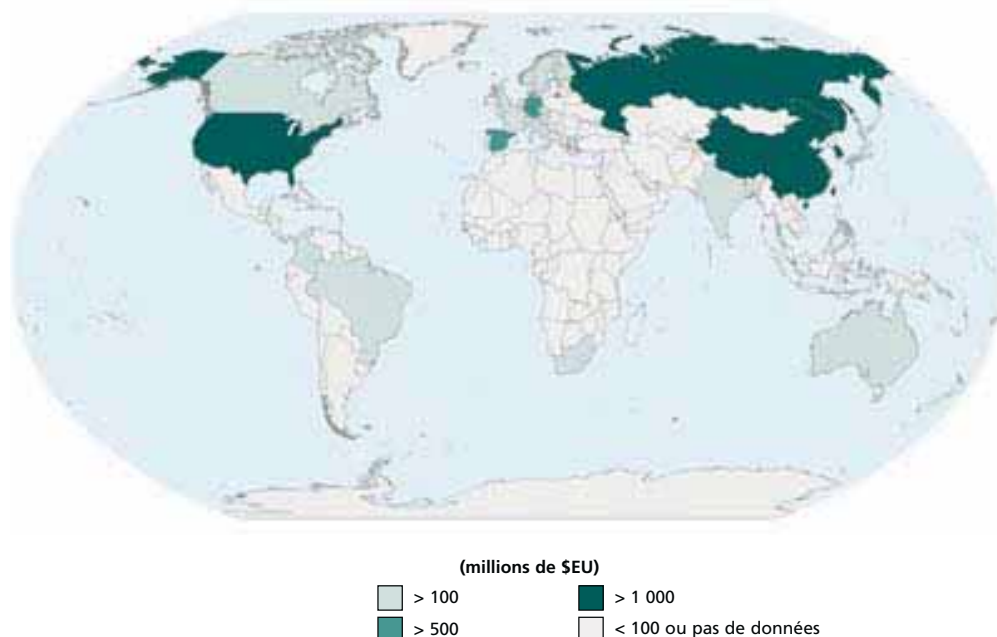 (millions de $EU)
> 100
> 1 000
> 500
< 100 ou pas de données